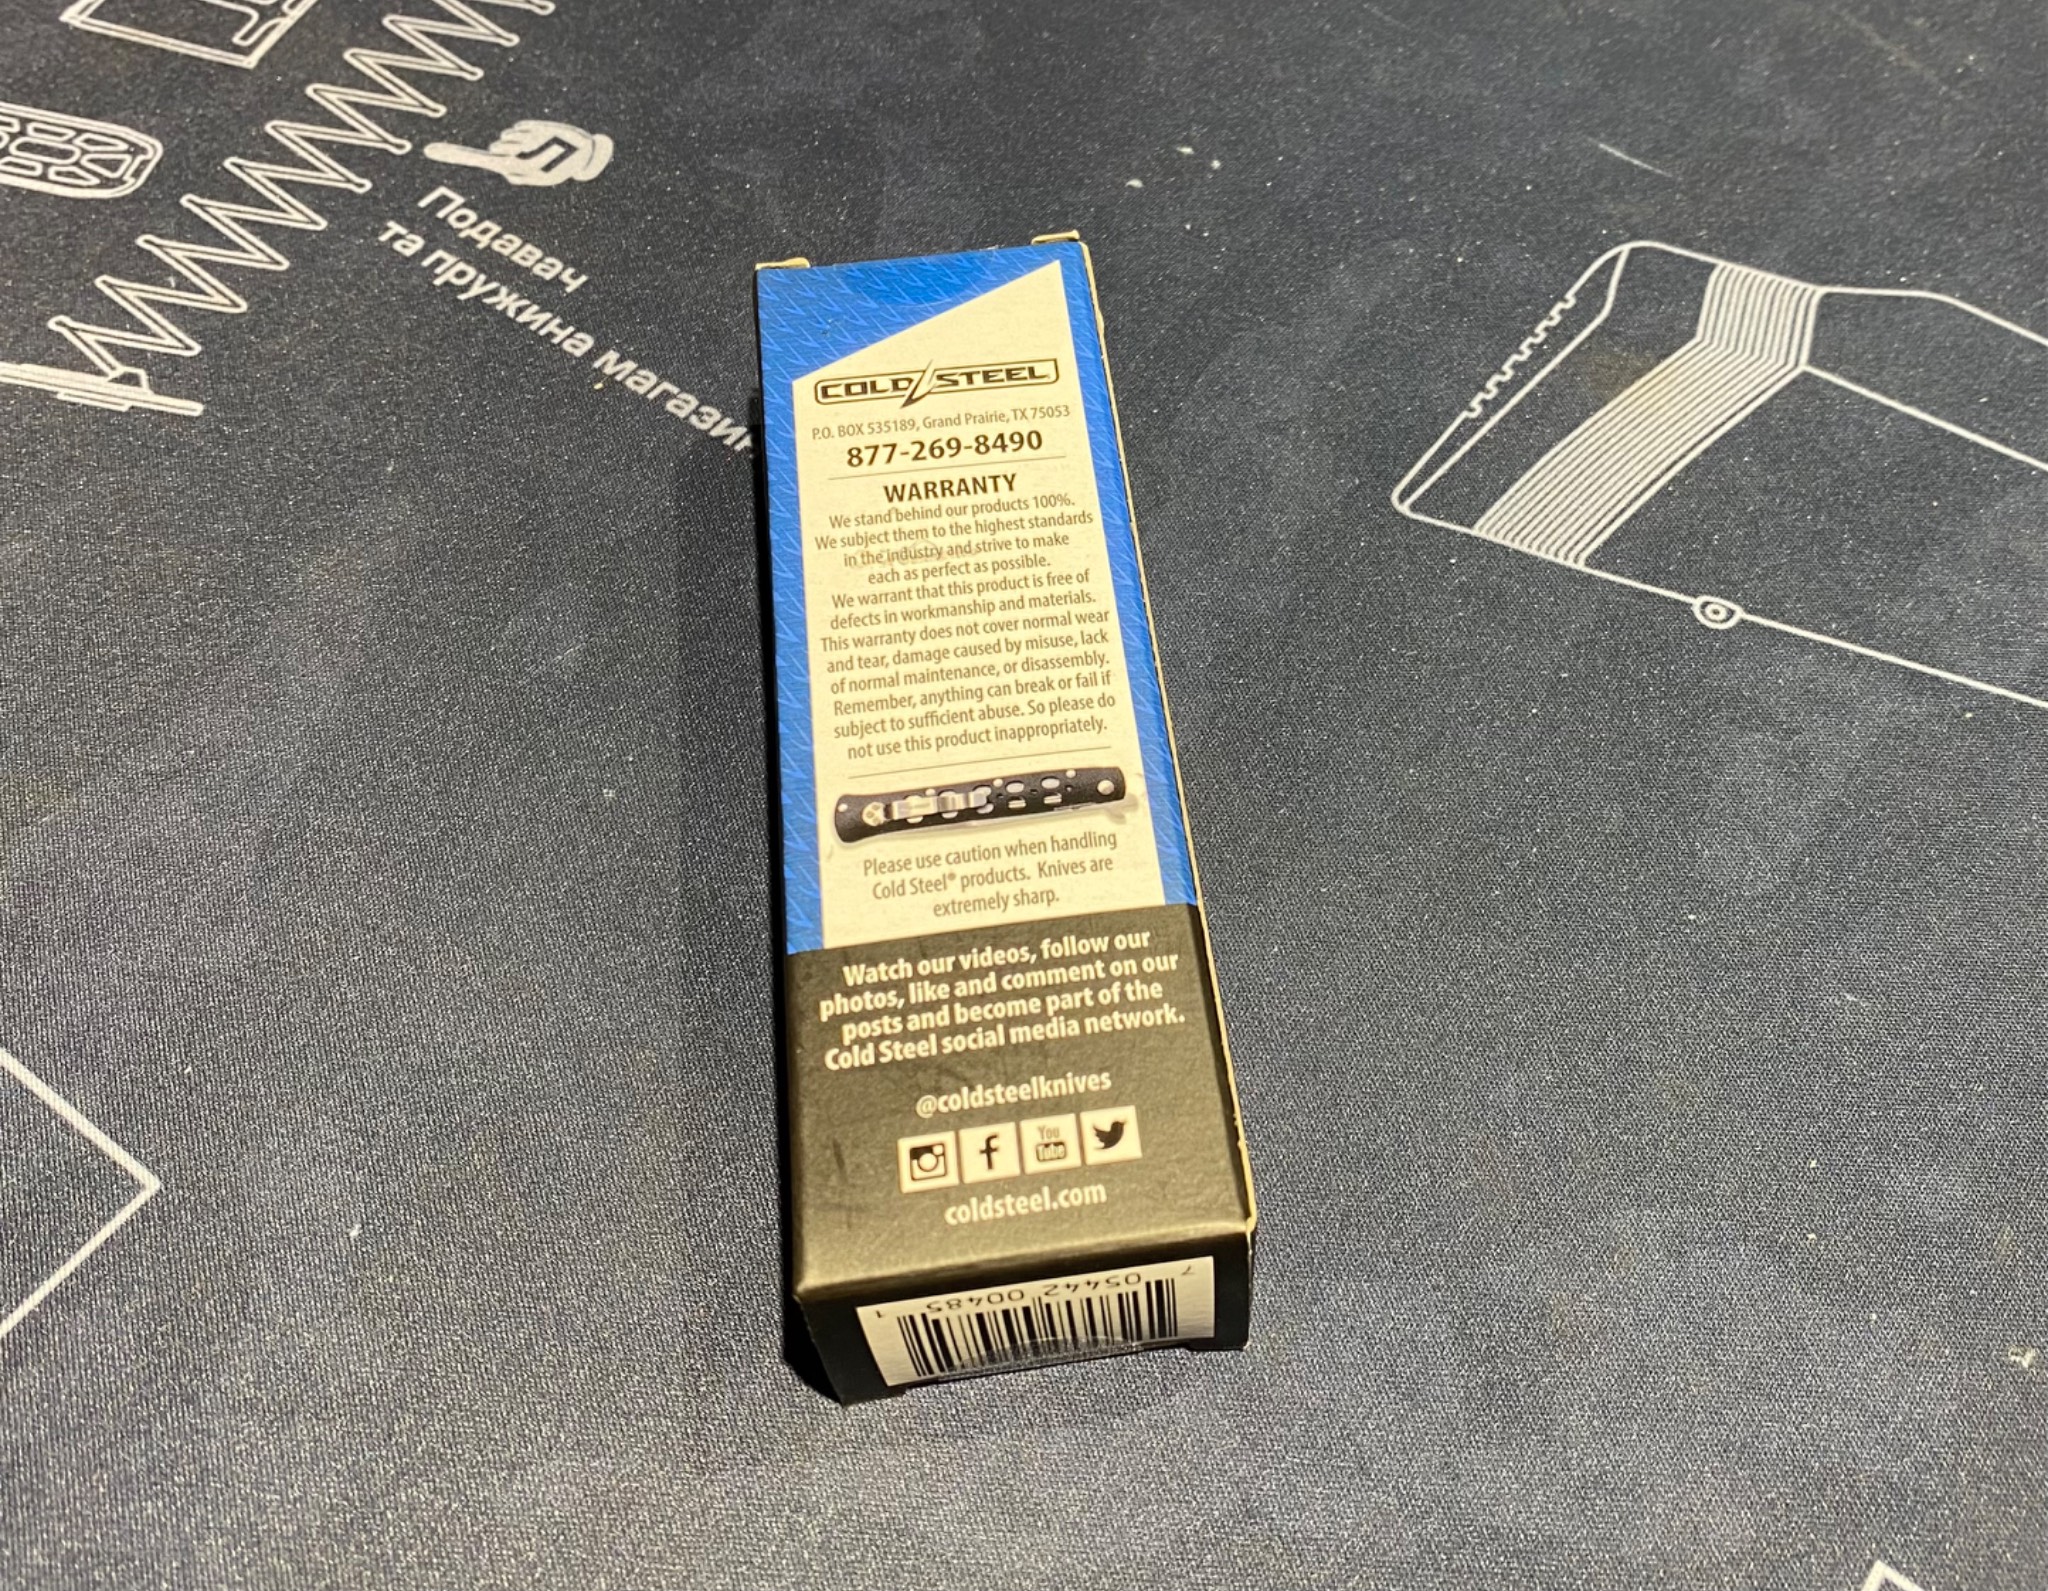 Л
Подавач
та пружина магазин
COLD STEEL
P.O. BOX 535189, Grand Prairie, TX 75053
877-269-8490
WARRANTY
We stand behind our products 100%.
We subject them to the highest standards
in the industry and strive to make
each as perfect as possible.
We warrant that this product is free of
defects in workmanship and materials.
This warranty does not cover normal wear
and tear, damage caused by misuse, lack
of normal maintenance, or disassembly.
Remember, anything can break or fail if
subject to sufficient abuse. So please do
not use this product inappropriately.
Please use caution when handling
Cold Steel® products. Knives are
extremely sharp.
Watch our videos, follow our
photos, like and comment on our
posts and become part of the
Cold Steel social media network.
@coldsteelknives
You
Tube
coldsteel.com
7 05442 00485 1